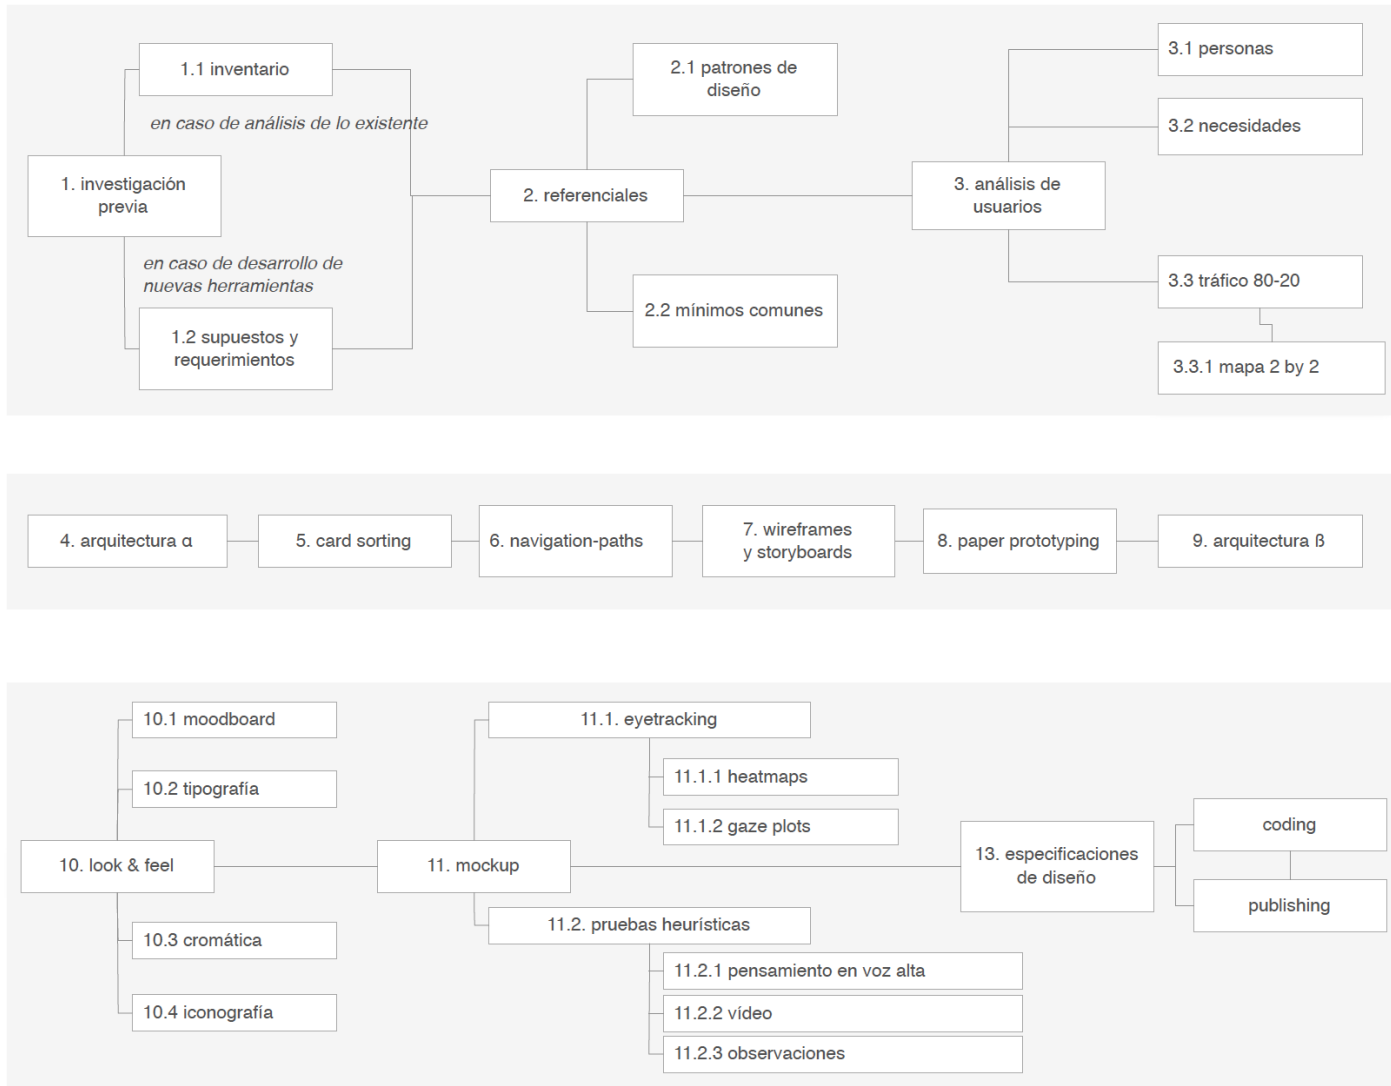 1.1 inventario
en caso de análisis de lo existente
1. investigación
previa
en caso de desarrollo de
nuevas herramientas
1.2 supuestos y
requerimientos
2.1 patrones de
diseño
2. referenciales
2.2 mínimos comunes
3. análisis de
usuarios
3.1 personas
3.2 necesidades
3.3 tráfico 80-20
3.3.1 mapa 2 by 2
4. arquitectura α
5. card sorting
6. navigation-paths
7. wireframes
y storyboards
8. paper prototyping
9. arquitectura ß
10.1 moodboard
10.2 tipografía
10. look & feel
10.3 cromática
10.4 iconografía
11.1. eyetracking
11.1.1 heatmaps
11.1.2 gaze plots
11. mockup
11.2. pruebas heurísticas
11.2.1 pensamiento en voz alta
11.2.2 vídeo
11.2.3 observaciones
13. especificaciones
de diseño
coding
publishing